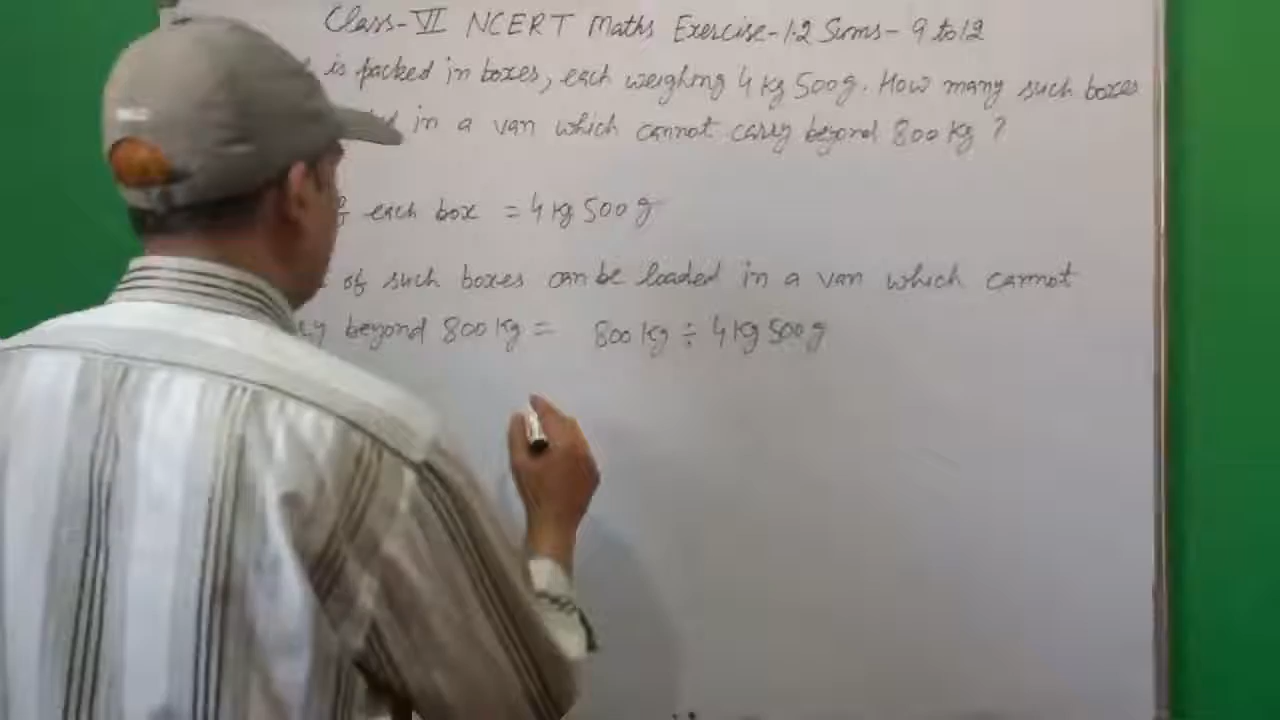 Class-VI NCERT Maths Exercise-1.2 Sums- 9 to 12
is packed in boxes, each weighing 4 kg 500g. How many such boxes
in a van which cannot carry beyond 800 kg ?
each box = 4 kg 500 g
of such boxes can be loaded in a van which cannot
beyond 800 kg = 800 kg ÷ 4 kg 500 g